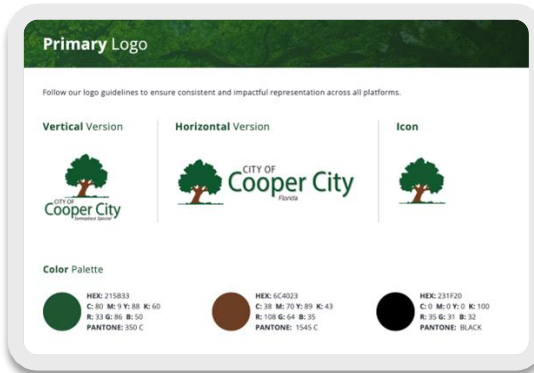 Primary Logo
Follow our logo guidelines to ensure consistent and impactful representation across all platforms.
Vertical Version
Horizontal Version
Icon
CITY OF
Cooper City
Someplace Special
CITY OF
Cooper City
Florida
Color Palette
HEX: 215B33
C: 80 M: 9 Y: 88 K: 60
R: 33 G: 86 B: 50
PANTONE: 350 C
HEX: 6C4023
C: 38 M: 70 Y: 89 K: 43
R: 108 G: 64 B: 35
PANTONE: 1545 C
HEX: 231F20
C: 0 M: 0 Y: 0 K: 100
R: 35 G: 31 B: 32
PANTONE: BLACK